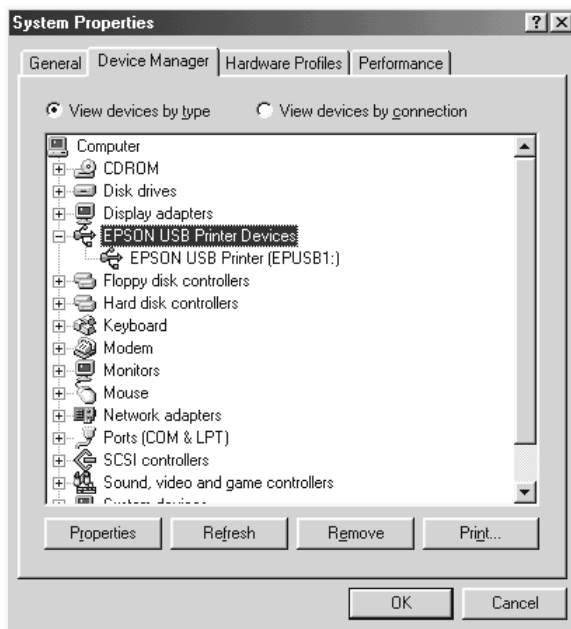 System Properties
General Device Manager Hardware Profiles Performance
View devices by type View devices by connection
Computer
CDROM
Disk drives
Display adapters
EPSON USB Printer Devices
EPSON USB Printer (EPUSB1:)
Floppy disk controllers
Hard disk controllers
Keyboard
Modem
Monitors
Mouse
Network adapters
Ports (COM & LPT)
SCSI controllers
Sound, video and game controllers
System devices
Properties Refresh Remove Print...
OK Cancel